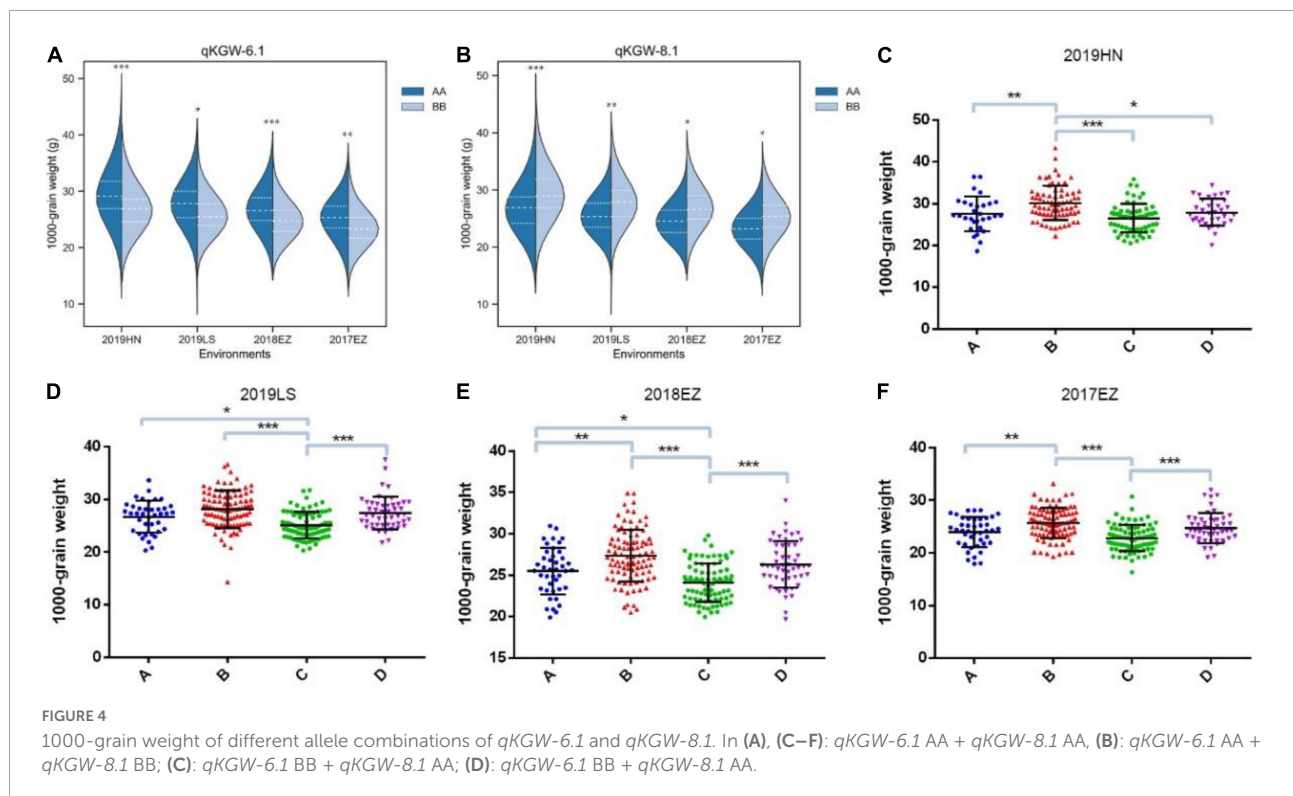 A
qKGW-6.1
***
*
***
**
AA
BB
1000-grain weight (g)
50
40
30
20
10
2019HN
2019LS
2018EZ
2017EZ
Environments
B
qKGW-8.1
***
**
*
*
AA
BB
1000-grain weight (g)
50
40
30
20
10
2019HN
2019LS
2018EZ
2017EZ
Environments
C
2019HN
**
*
***
1000-grain weight
50
40
30
20
10
0
A
B
C
D
D
2019LS
*
***
***
1000-grain weight
40
30
20
10
0
A
B
C
D
E
2018EZ
*
**
***
***
1000-grain weight
40
35
30
25
20
15
A
B
C
D
F
2017EZ
**
***
***
1000-grain weight
40
30
20
10
0
A
B
C
D
FIGURE 4
1000-grain weight of different allele combinations of qKGW-6.1 and qKGW-8.1. In (A), (C–F): qKGW-6.1 AA + qKGW-8.1 AA, (B): qKGW-6.1 AA +
qKGW-8.1 BB; (C): qKGW-6.1 BB + qKGW-8.1 AA; (D): qKGW-6.1 BB + qKGW-8.1 AA.